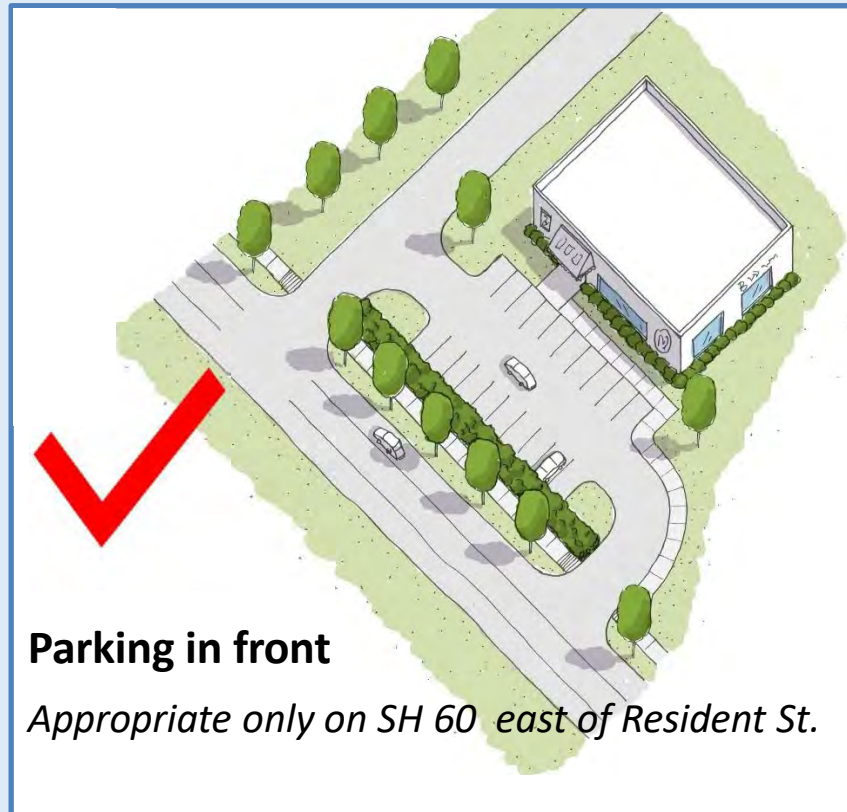 Parking in front
Appropriate only on SH 60 east of Resident St.